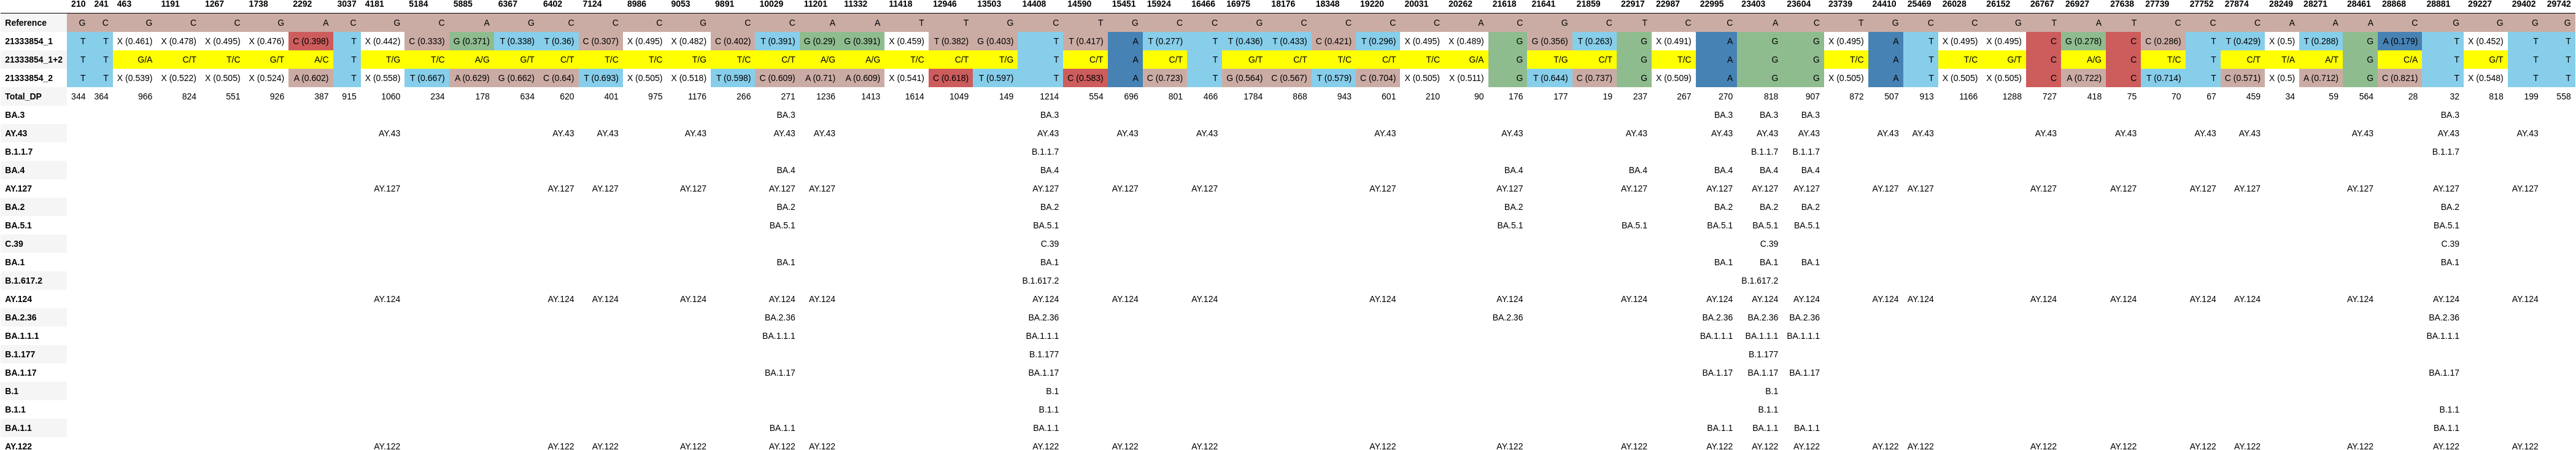 210 241 463 1191 1267 1738 2292 3037 4181 5184 5885 6367 6402 7124 8986 9053 9891 10029 11201 11332 11418 12946 13503 14408 14590 15451 15924 16466 16975 18176 18348 19220 20031 20262 21618 21641 21859 22917 22987 22995 23403 23604 23739 24410 25469 26028 26152 26767 26927 27638 27739 27752 27874 28249 28271 28461 28868 28881 29227 29402 29742
Reference G C G C C G A C G C A G C C C G C C A A T T G C T G C C G C C C C A C G C T C C A C T G C C G T A T C C C A A A C G G G G
21333854_1 T T X (0.461) X (0.478) X (0.495) X (0.476) C (0.398) T X (0.442) C (0.333) G (0.371) T (0.338) T (0.36) C (0.307) X (0.495) X (0.482) C (0.402) T (0.391) G (0.29) G (0.391) X (0.459) T (0.382) G (0.403) T T (0.417) A T (0.277) T T (0.436) T (0.433) C (0.421) T (0.296) X (0.495) X (0.489) G G (0.356) T (0.263) G X (0.491) A G G X (0.495) A T X (0.495) X (0.495) C G (0.278) C C (0.286) T T (0.429) X (0.5) T (0.288) G A (0.179) T X (0.452) T T
21333854_1+2 T T G/A C/T T/C G/T A/C T T/G T/C A/G G/T C/T T/C T/C G/T T/C C/T A/G A/G T/C C/T T/G T C/T A C/T T G/T C/T T/C C/T T/C G/A G T/G C/T G T/C A G G T/C A T T/C G/T C A/G C T/C T C/T T/A A/T G C/A T G/T T T
21333854_2 T T X (0.539) X (0.522) X (0.505) X (0.524) A (0.602) T X (0.558) T (0.667) A (0.629) G (0.662) C (0.64) T (0.693) X (0.505) X (0.518) T (0.598) C (0.609) A (0.71) A (0.609) X (0.541) C (0.618) T (0.597) T C (0.583) A C (0.723) T G (0.564) C (0.567) T (0.579) C (0.704) X (0.505) X (0.511) G T (0.644) C (0.737) G X (0.509) A G G X (0.505) A T X (0.505) X (0.505) C A (0.722) C T (0.714) T C (0.571) X (0.5) A (0.712) G C (0.821) T X (0.548) T T
Total_DP 344 364 966 824 551 926 387 915 1060 234 178 634 620 401 975 1176 266 271 1236 1413 1614 1049 149 1214 554 696 801 466 1784 868 943 601 210 90 176 177 19 237 267 270 818 907 872 507 913 1166 1288 727 418 75 70 67 459 34 59 564 28 32 818 199 558
BA.3 BA.3 BA.3 BA.3 BA.3 BA.3 BA.3
AY.43 AY.43 AY.43 AY.43 AY.43 AY.43 AY.43 AY.43 AY.43 AY.43 AY.43 AY.43 AY.43 AY.43 AY.43 AY.43 AY.43 AY.43 AY.43 AY.43 AY.43 AY.43 AY.43 AY.43 AY.43
B.1.1.7 B.1.1.7 B.1.1.7 B.1.1.7 B.1.1.7
BA.4 BA.4 BA.4 BA.4 BA.4 BA.4 BA.4 BA.4 BA.4
AY.127 AY.127 AY.127 AY.127 AY.127 AY.127 AY.127 AY.127 AY.127 AY.127 AY.127 AY.127 AY.127 AY.127 AY.127 AY.127 AY.127 AY.127 AY.127 AY.127 AY.127 AY.127 AY.127 AY.127 AY.127
BA.2 BA.2 BA.2 BA.2 BA.2 BA.2 BA.2 BA.2
BA.5.1 BA.5.1 BA.5.1 BA.5.1 BA.5.1 BA.5.1 BA.5.1 BA.5.1 BA.5.1
C.39 C.39 C.39 C.39
BA.1 BA.1 BA.1 BA.1 BA.1 BA.1 BA.1
B.1.617.2 B.1.617.2 B.1.617.2
AY.124 AY.124 AY.124 AY.124 AY.124 AY.124 AY.124 AY.124 AY.124 AY.124 AY.124 AY.124 AY.124 AY.124 AY.124 AY.124 AY.124 AY.124 AY.124 AY.124 AY.124 AY.124 AY.124 AY.124 AY.124
BA.2.36 BA.2.36 BA.2.36 BA.2.36 BA.2.36 BA.2.36 BA.2.36 BA.2.36
BA.1.1.1 BA.1.1.1 BA.1.1.1 BA.1.1.1 BA.1.1.1 BA.1.1.1 BA.1.1.1
B.1.177 B.1.177 B.1.177
BA.1.17 BA.1.17 BA.1.17 BA.1.17 BA.1.17 BA.1.17 BA.1.17
B.1 B.1 B.1
B.1.1 B.1.1 B.1.1 B.1.1
BA.1.1 BA.1.1 BA.1.1 BA.1.1 BA.1.1 BA.1.1 BA.1.1
AY.122 AY.122 AY.122 AY.122 AY.122 AY.122 AY.122 AY.122 AY.122 AY.122 AY.122 AY.122 AY.122 AY.122 AY.122 AY.122 AY.122 AY.122 AY.122 AY.122 AY.122 AY.122 AY.122 AY.122 AY.122